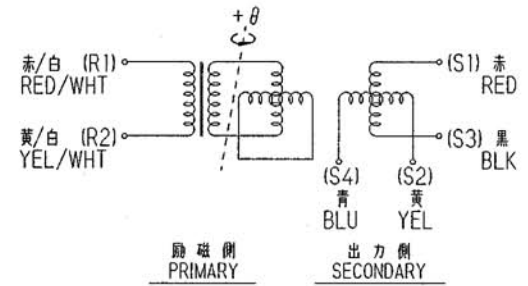 +θ
赤/白 (R1)
RED/WHT
黄/白 (R2)
YEL/WHT
(S1) 赤
RED
(S3) 黒
BLK
(S4)
青
BLU
(S2)
黄
YEL
励磁側
PRIMARY
出力側
SECONDARY